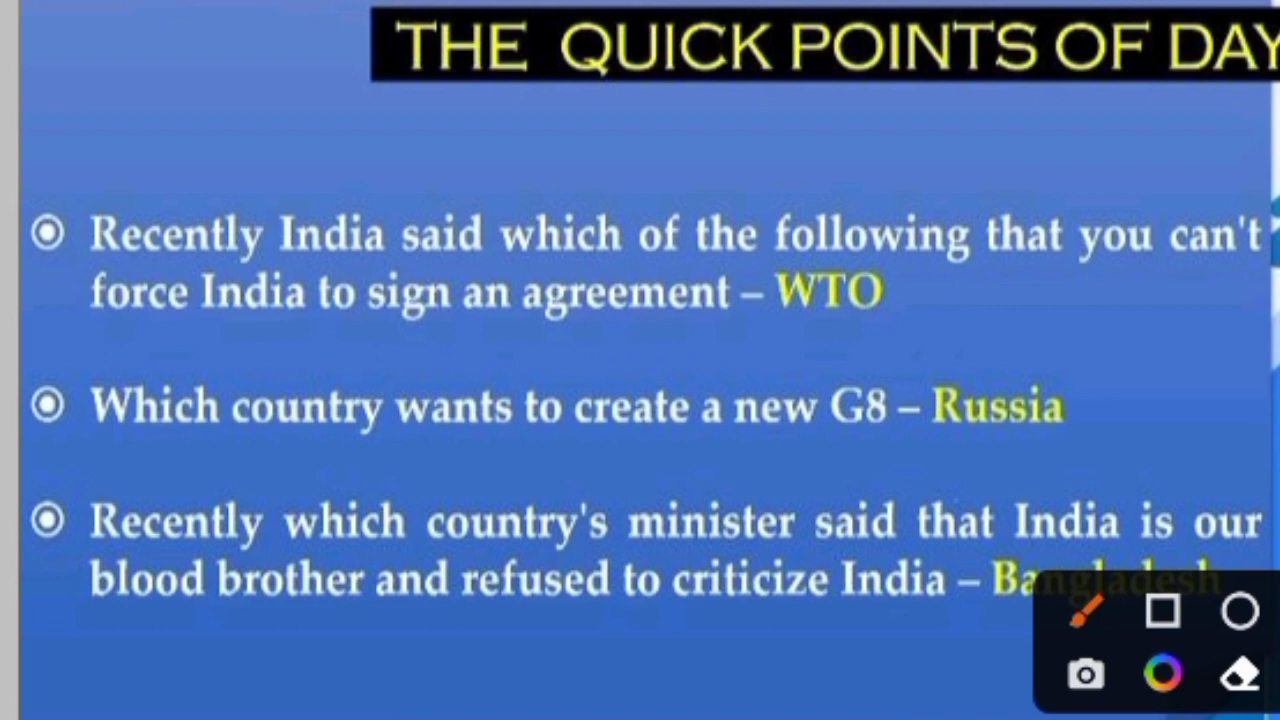 THE QUICK POINTS OF DAY
Recently India said which of the following that you can't
force India to sign an agreement – WTO
Which country wants to create a new G8 – Russia
Recently which country's minister said that India is our
blood brother and refused to criticize India – Bangladesh